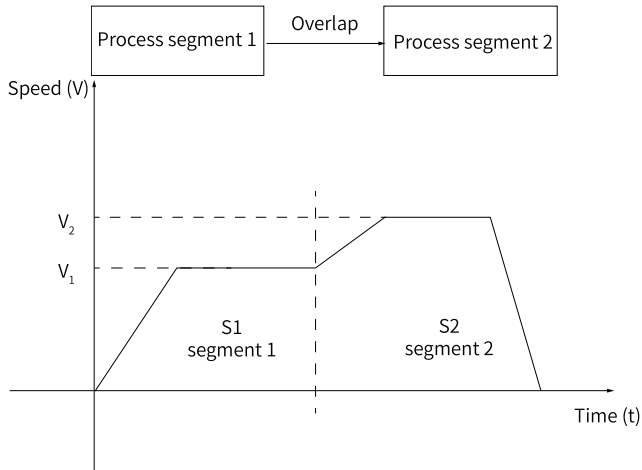 Process segment 1
Overlap
Process segment 2
Speed (V)
V₂
V₁
S1
segment 1
S2
segment 2
Time (t)